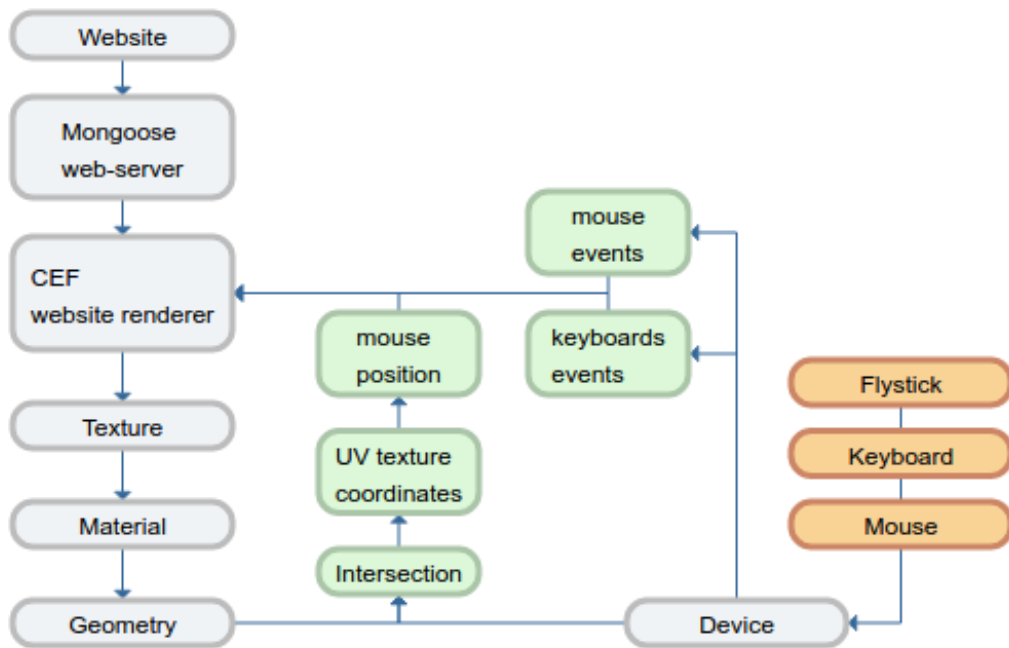 Website
Mongoose
web-server
CEF
website renderer
Texture
Material
Geometry
mouse
events
keyboards
events
mouse
position
UV texture
coordinates
Intersection
Flystick
Keyboard
Mouse
Device